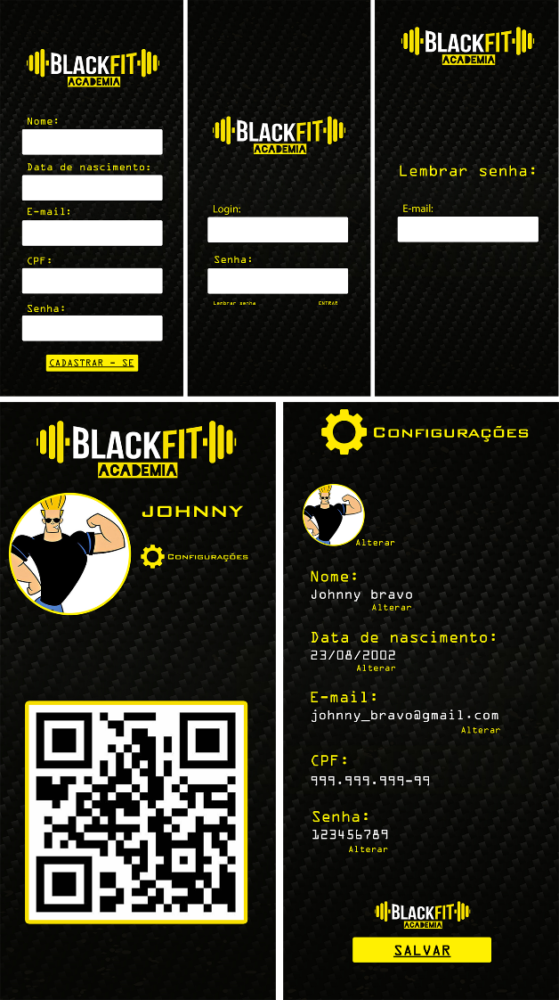 BLACKFIT
ACADEMIA
Nome:
Data de nascimento:
E-mail:
CPF:
Senha:
CADASTRAR - SE
BLACKFIT
ACADEMIA
Login:
Senha:
Lembrar senha
ENTRAR
BLACKFIT
ACADEMIA
Lembrar senha:
E-mail:
BLACKFIT
ACADEMIA
JOHNNY
Configurações
Configurações
Alterar
Nome:
Johnny bravo
Alterar
Data de nascimento:
23/08/2002
Alterar
E-mail:
johnny_bravo@gmail.com
Alterar
CPF:
999.999.999-99
Senha:
123456789
Alterar
BLACKFIT
ACADEMIA
SALVAR